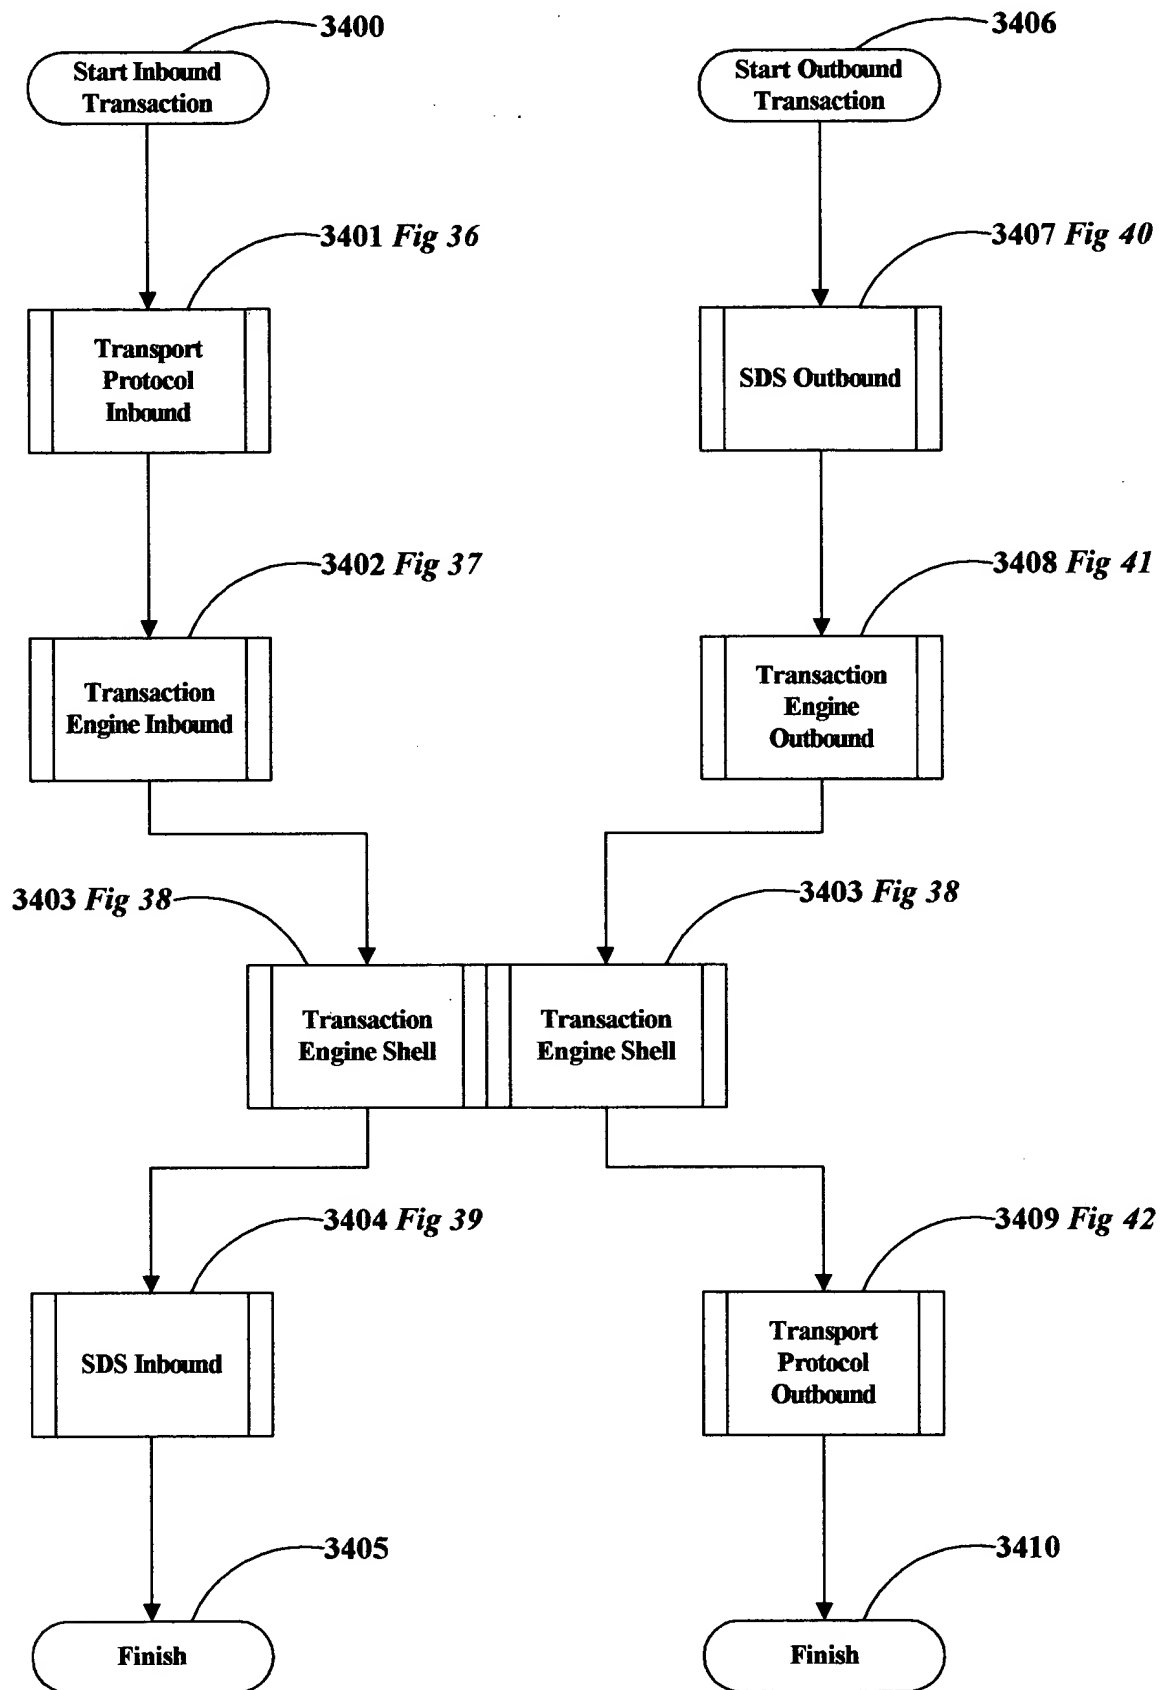 3400
Start Inbound
Transaction
3406
Start Outbound
Transaction
3401 Fig 36
Transport
Protocol
Inbound
3407 Fig 40
SDS Outbound
3402 Fig 37
Transaction
Engine Inbound
3408 Fig 41
Transaction
Engine
Outbound
3403 Fig 38
Transaction
Engine Shell
3403 Fig 38
Transaction
Engine Shell
3404 Fig 39
SDS Inbound
3409 Fig 42
Transport
Protocol
Outbound
3405
Finish
3410
Finish